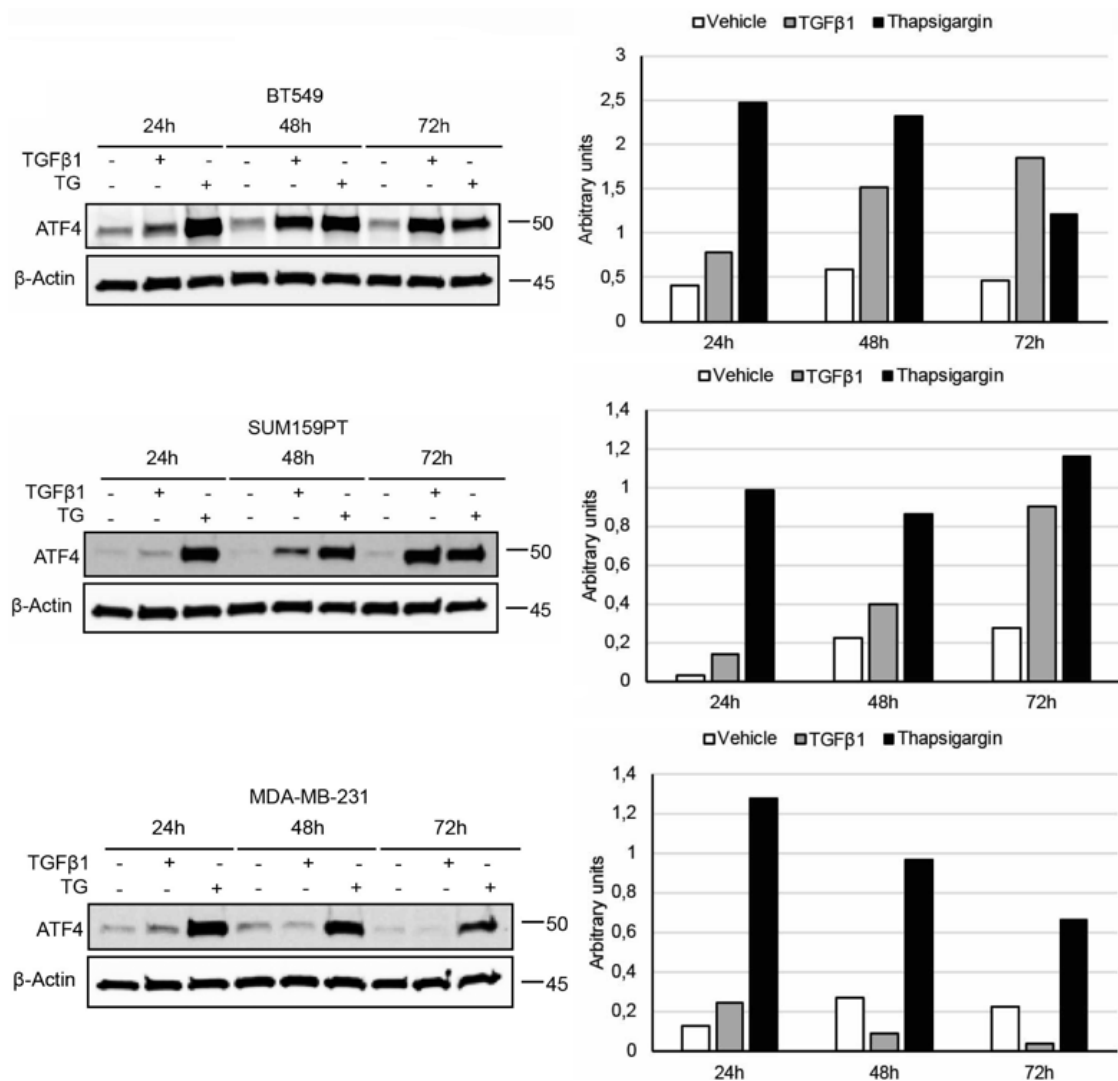 BT549
24h 48h 72h
TGFβ1 - + - - + - - + -
TG - - + - - + - - +
ATF4 50
β-Actin 45
Vehicle TGFβ1 Thapsigargin
Arbitrary units
3
2,5
2
1,5
1
0,5
0
24h 48h 72h
SUM159PT
24h 48h 72h
TGFβ1 - + - - + - - + -
TG - - + - - + - - +
ATF4 50
β-Actin 45
Vehicle TGFβ1 Thapsigargin
Arbitrary units
1,4
1,2
1
0,8
0,6
0,4
0,2
0
24h 48h 72h
MDA-MB-231
24h 48h 72h
TGFβ1 - + - - + - - + -
TG - - + - - + - - +
ATF4 50
β-Actin 45
Vehicle TGFβ1 Thapsigargin
Arbitrary units
1,4
1,2
1
0,8
0,6
0,4
0,2
0
24h 48h 72h